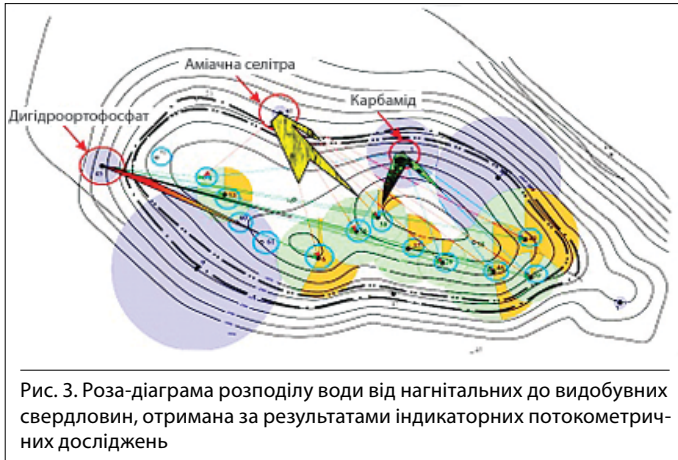 Аміачна селітра
Карбамід
Дигідроортофосфат
Рис. 3. Роза-діаграма розподілу води від нагнітальних до видобувних
свердловин, отримана за результатами індикаторних потокометрич-
них досліджень